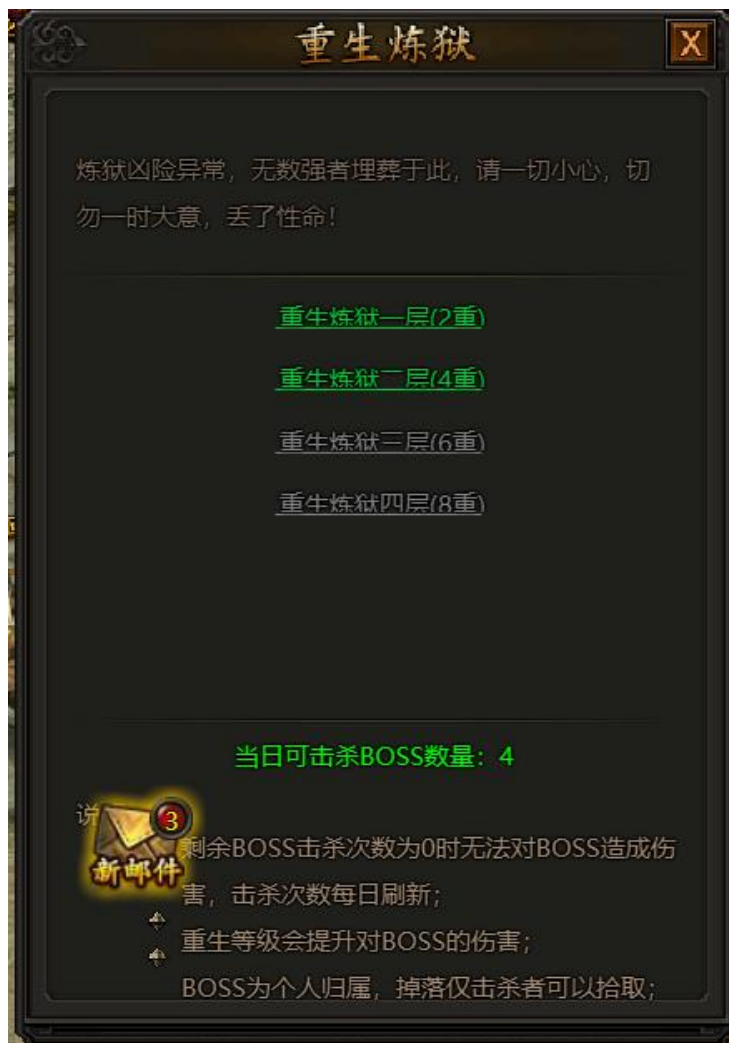 重生炼狱
X
炼狱凶险异常，无数强者埋葬于此，请一切小心，切
勿一时大意，丢了性命！
重生炼狱一层(2重)
重生炼狱二层(4重)
重生炼狱三层(6重)
重生炼狱四层(8重)
当日可击杀BOSS数量：4
说
3
新邮件
剩余BOSS击杀次数为0时无法对BOSS造成伤
害，击杀次数每日刷新；
重生等级会提升对BOSS的伤害；
BOSS为个人归属，掉落仅击杀者可以拾取；